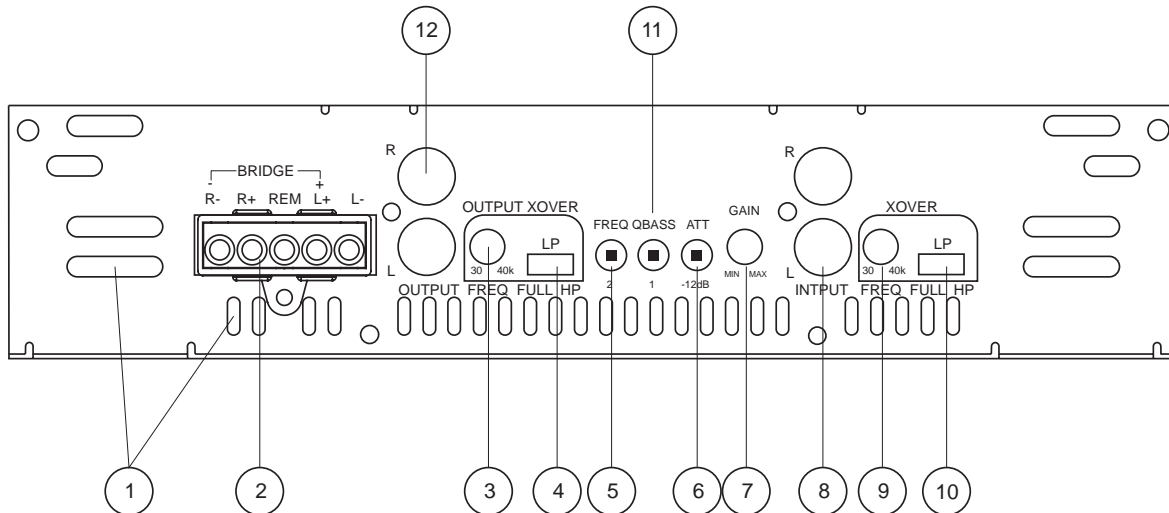 12 11
R R
- BRIDGE +
R- R+ REM L+ L-
OUTPUT XOVER GAIN XOVER
FREQ QBASS ATT
LP LP
30 40k MIN MAX 30 40k
L 2 1 -12dB L
OUTPUT FREQ FULL HP INTPUT FREQ FULL HP
1 2 3 4 5 6 7 8 9 10